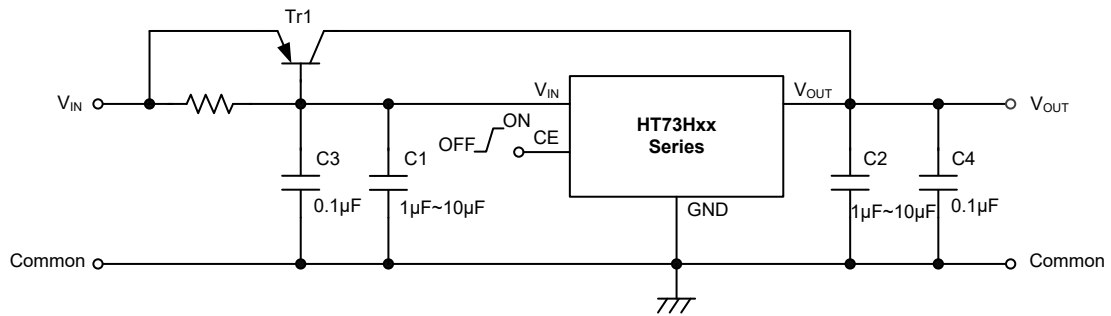 Tr1
VIN
VIN
HT73Hxx
Series
VOUT
VOUT
OFF
ON
CE
C3
0.1µF
C1
1µF~10µF
GND
C2
1µF~10µF
C4
0.1µF
Common
Common